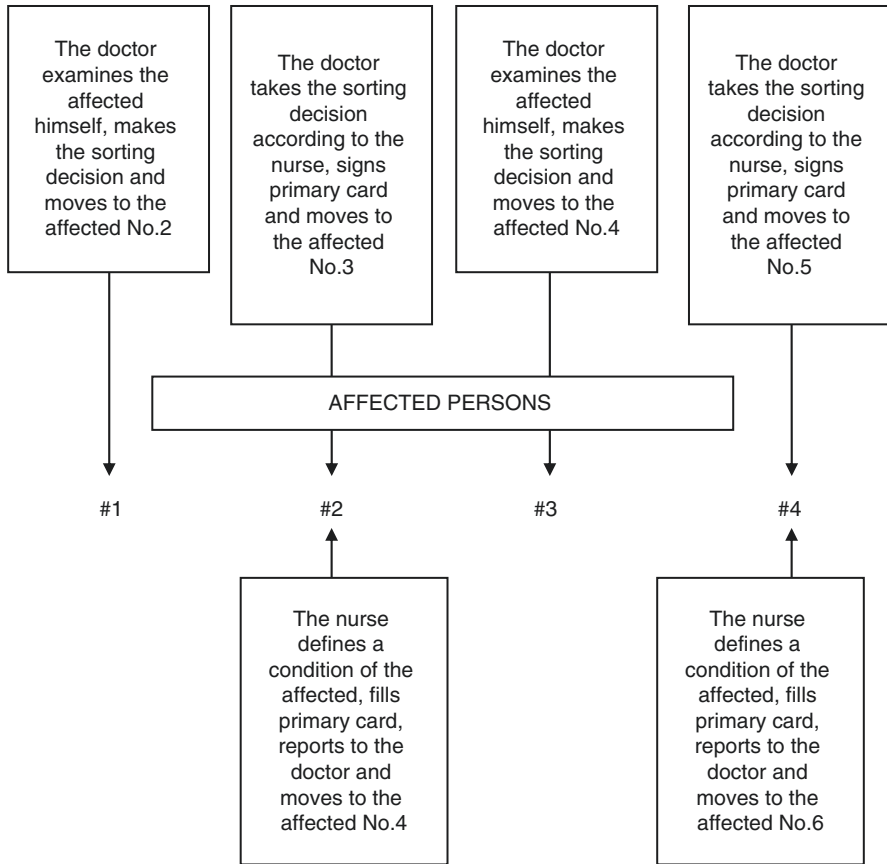 The doctor
examines the
affected
himself, makes
the sorting
decision and
moves to the
affected No.2
The doctor
takes the sorting
decision
according to the
nurse, signs
primary card
and moves to
the affected
No.3
The doctor
examines the
affected
himself, makes
the sorting
decision and
moves to the
affected No.4
The doctor
takes the sorting
decision
according to the
nurse, signs
primary card
and moves to
the affected
No.5
AFFECTED PERSONS
#1
#2
#3
#4
The nurse
defines a
condition of the
affected, fills
primary card,
reports to the
doctor and
moves to the
affected No.4
The nurse
defines a
condition of the
affected, fills
primary card,
reports to the
doctor and
moves to the
affected No.6